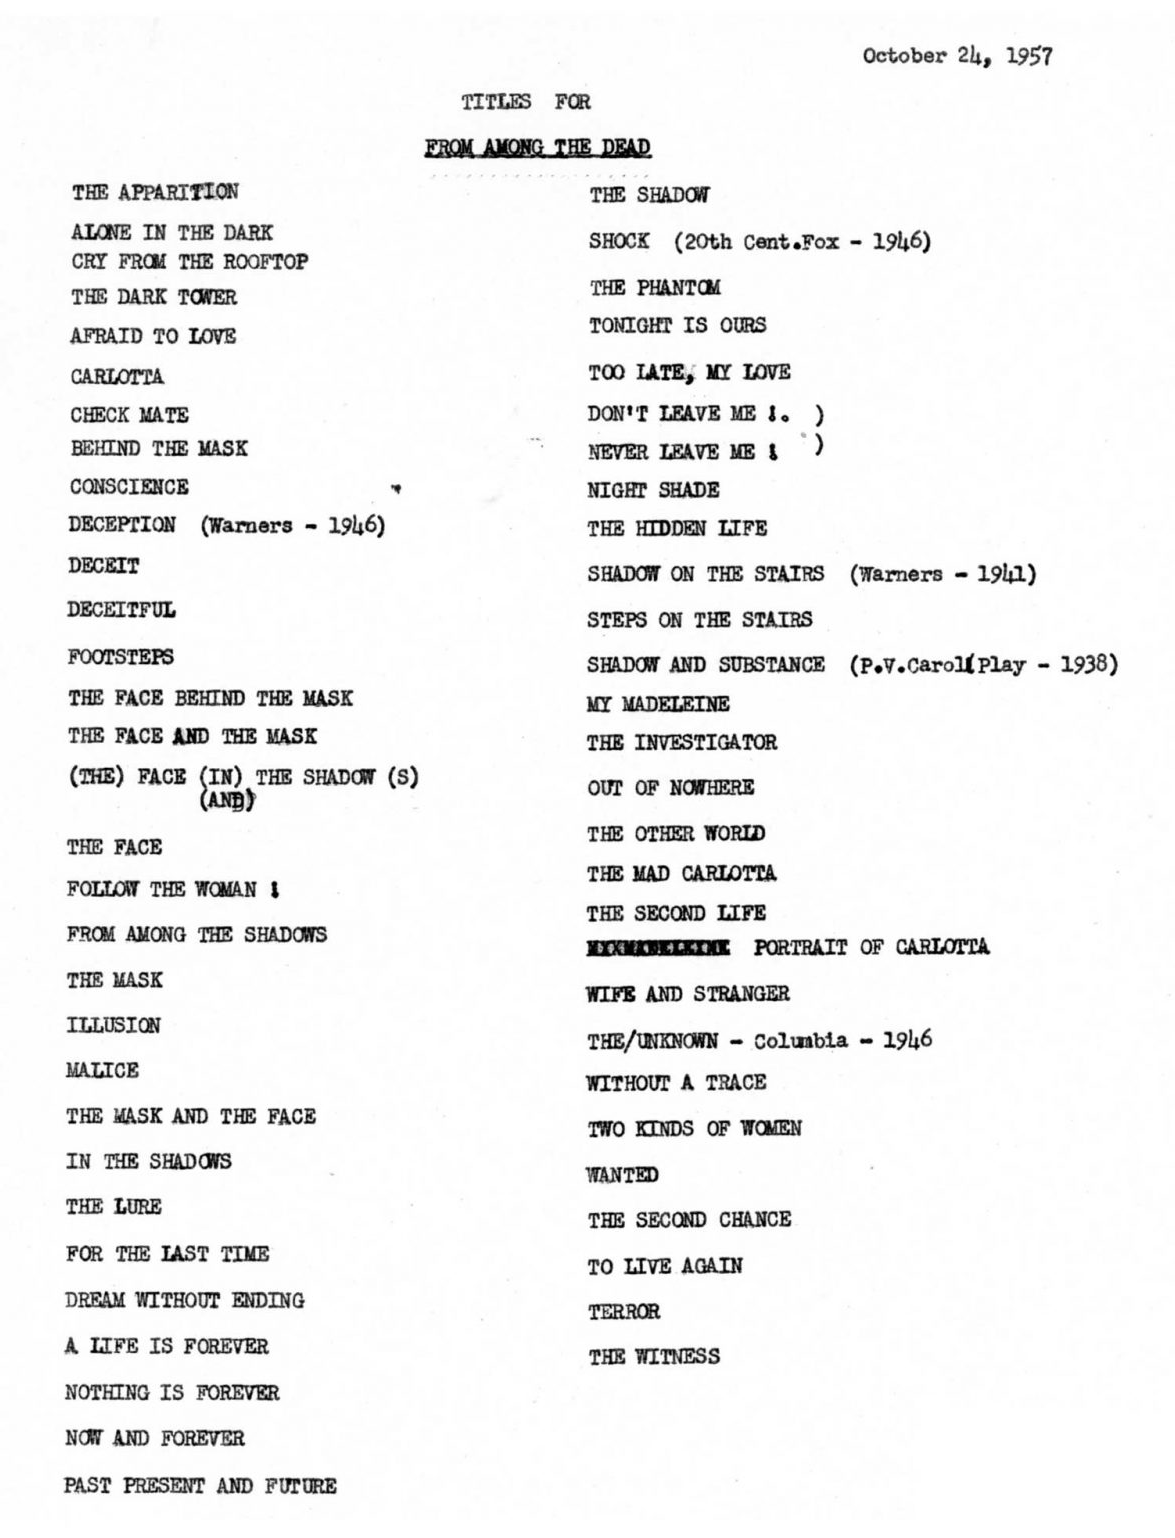 October 24, 1957
TITLES FOR
FROM AMONG THE DEAD
THE APPARITION
ALONE IN THE DARK
CRY FROM THE ROOFTOP
THE DARK TOWER
AFRAID TO LOVE
CARLOTTA
CHECK MATE
BEHIND THE MASK
CONSCIENCE
DECEPTION (Warners - 1946)
DECEIT
DECEITFUL
FOOTSTEPS
THE FACE BEHIND THE MASK
THE FACE AND THE MASK
(THE) FACE (IN) THE SHADOW (S)
(AND)
THE FACE
FOLLOW THE WOMAN !
FROM AMONG THE SHADOWS
THE MASK
ILLUSION
MALICE
THE MASK AND THE FACE
IN THE SHADOWS
THE LURE
FOR THE LAST TIME
DREAM WITHOUT ENDING
A LIFE IS FOREVER
NOTHING IS FOREVER
NOW AND FOREVER
PAST PRESENT AND FUTURE
THE SHADOW
SHOCK (20th Cent.Fox - 1946)
THE PHANTOM
TONIGHT IS OURS
TOO LATE, MY LOVE
DON'T LEAVE ME !. )
NEVER LEAVE ME ! )
NIGHT SHADE
THE HIDDEN LIFE
SHADOW ON THE STAIRS (Warners - 1941)
STEPS ON THE STAIRS
SHADOW AND SUBSTANCE (P.V.Carol(Play - 1938)
MY MADELEINE
THE INVESTIGATOR
OUT OF NOWHERE
THE OTHER WORLD
THE MAD CARLOTTA
THE SECOND LIFE
PORTRAIT OF CARLOTTA
WIFE AND STRANGER
THE/UNKNOWN - Columbia - 1946
WITHOUT A TRACE
TWO KINDS OF WOMEN
WANTED
THE SECOND CHANCE
TO LIVE AGAIN
TERROR
THE WITNESS